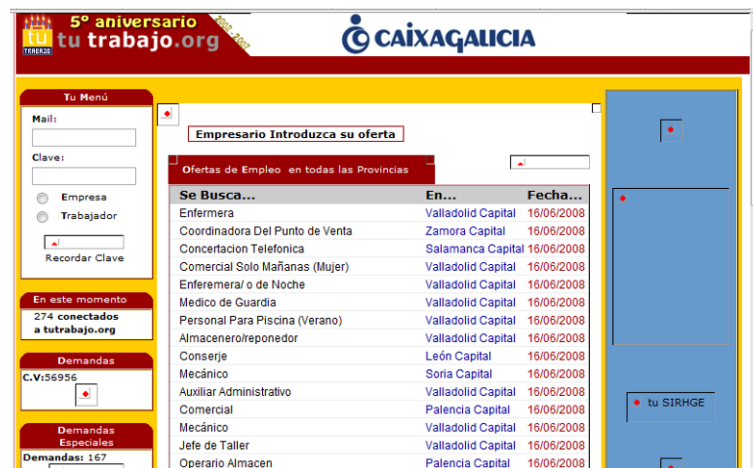 5º aniversario
tu tu trabajo.org
TRABAJO
2002-2007
CAIXAGALICIA
Tu Menú
Mail:
Clave:
Empresa
Trabajador
Recordar Clave
En este momento
274 conectados
a tutrabajo.org
Demandas
C.V:56956
Demandas
Especiales
Demandas: 167
Empresario Introduzca su oferta
Ofertas de Empleo en todas las Provincias
Se Busca... En... Fecha...
Enfermera Valladolid Capital 16/06/2008
Coordinadora Del Punto de Venta Zamora Capital 16/06/2008
Concertacion Telefonica Salamanca Capital 16/06/2008
Comercial Solo Mañanas (Mujer) Valladolid Capital 16/06/2008
Enferemera/ o de Noche Valladolid Capital 16/06/2008
Medico de Guardia Valladolid Capital 16/06/2008
Personal Para Piscina (Verano) Valladolid Capital 16/06/2008
Almacenero/reponedor Valladolid Capital 16/06/2008
Conserje León Capital 16/06/2008
Mecánico Soria Capital 16/06/2008
Auxiliar Administrativo Valladolid Capital 16/06/2008
Comercial Palencia Capital 16/06/2008
Mecánico Valladolid Capital 16/06/2008
Jefe de Taller Valladolid Capital 16/06/2008
Operario Almacen Palencia Capital 16/06/2008
tu SIRHGE